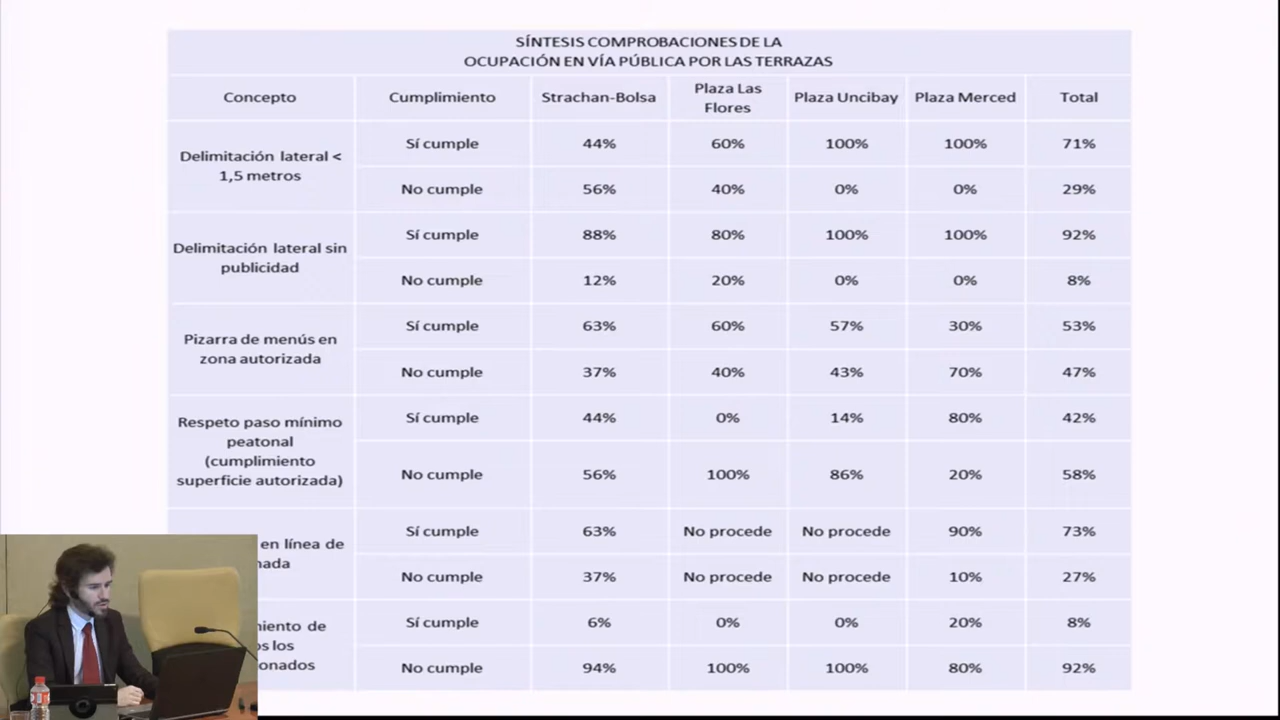 SÍNTESIS COMPROBACIONES DE LA
OCUPACIÓN EN VÍA PÚBLICA POR LAS TERRAZAS
Concepto Cumplimiento Strachan-Bolsa Plaza Las Flores Plaza Uncibay Plaza Merced Total
Delimitación lateral <
1,5 metros
Sí cumple 44% 60% 100% 100% 71%
No cumple 56% 40% 0% 0% 29%
Delimitación lateral sin
publicidad
Sí cumple 88% 80% 100% 100% 92%
No cumple 12% 20% 0% 0% 8%
Pizarra de menús en
zona autorizada
Sí cumple 63% 60% 57% 30% 53%
No cumple 37% 40% 43% 70% 47%
Respeto paso mínimo
peatonal
(cumplimiento
superficie autorizada)
Sí cumple 44% 0% 14% 80% 42%
No cumple 56% 100% 86% 20% 58%
en línea de
Sí cumple 63% No procede No procede 90% 73%
No cumple 37% No procede No procede 10% 27%
de
los
Sí cumple 6% 0% 0% 20% 8%
No cumple 94% 100% 100% 80% 92%